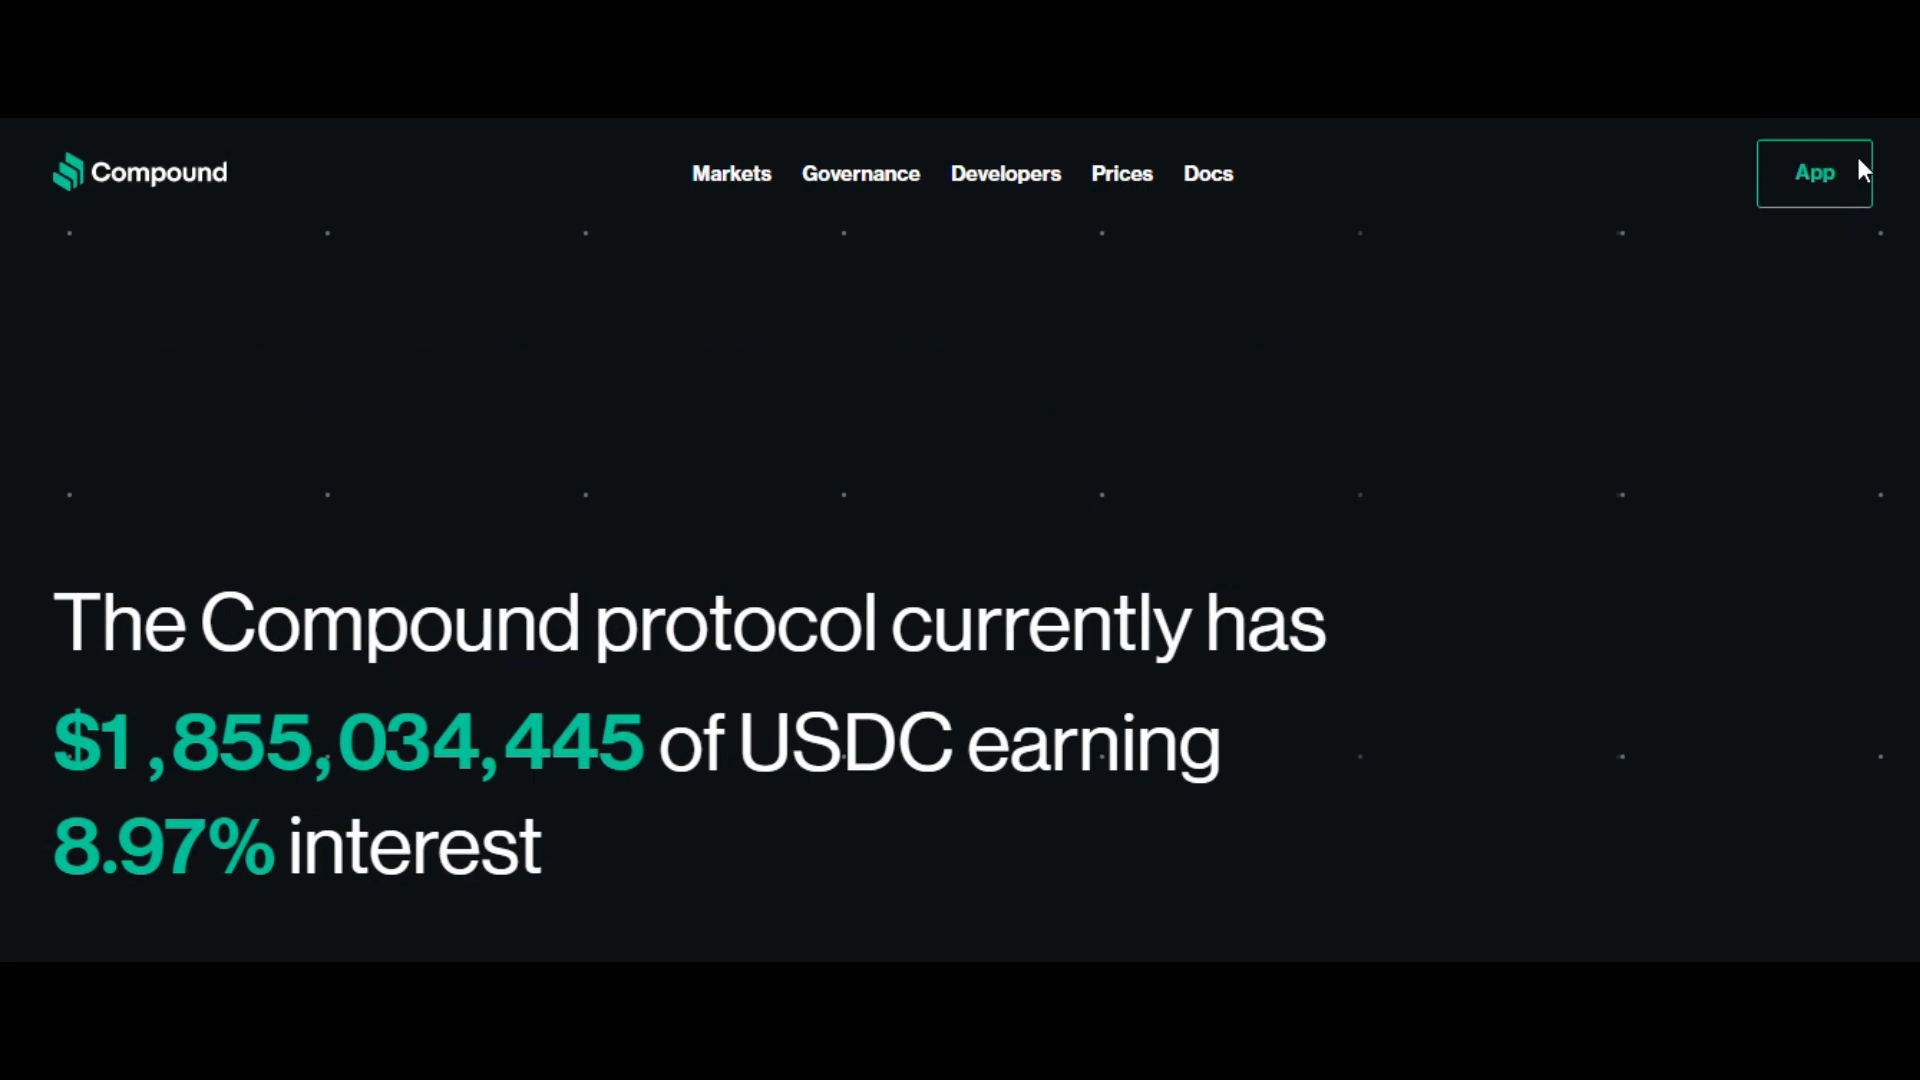 Compound
Markets Governance Developers Prices Docs
App
The Compound protocol currently has
$1,855,034,445 of USDC earning
8.97% interest